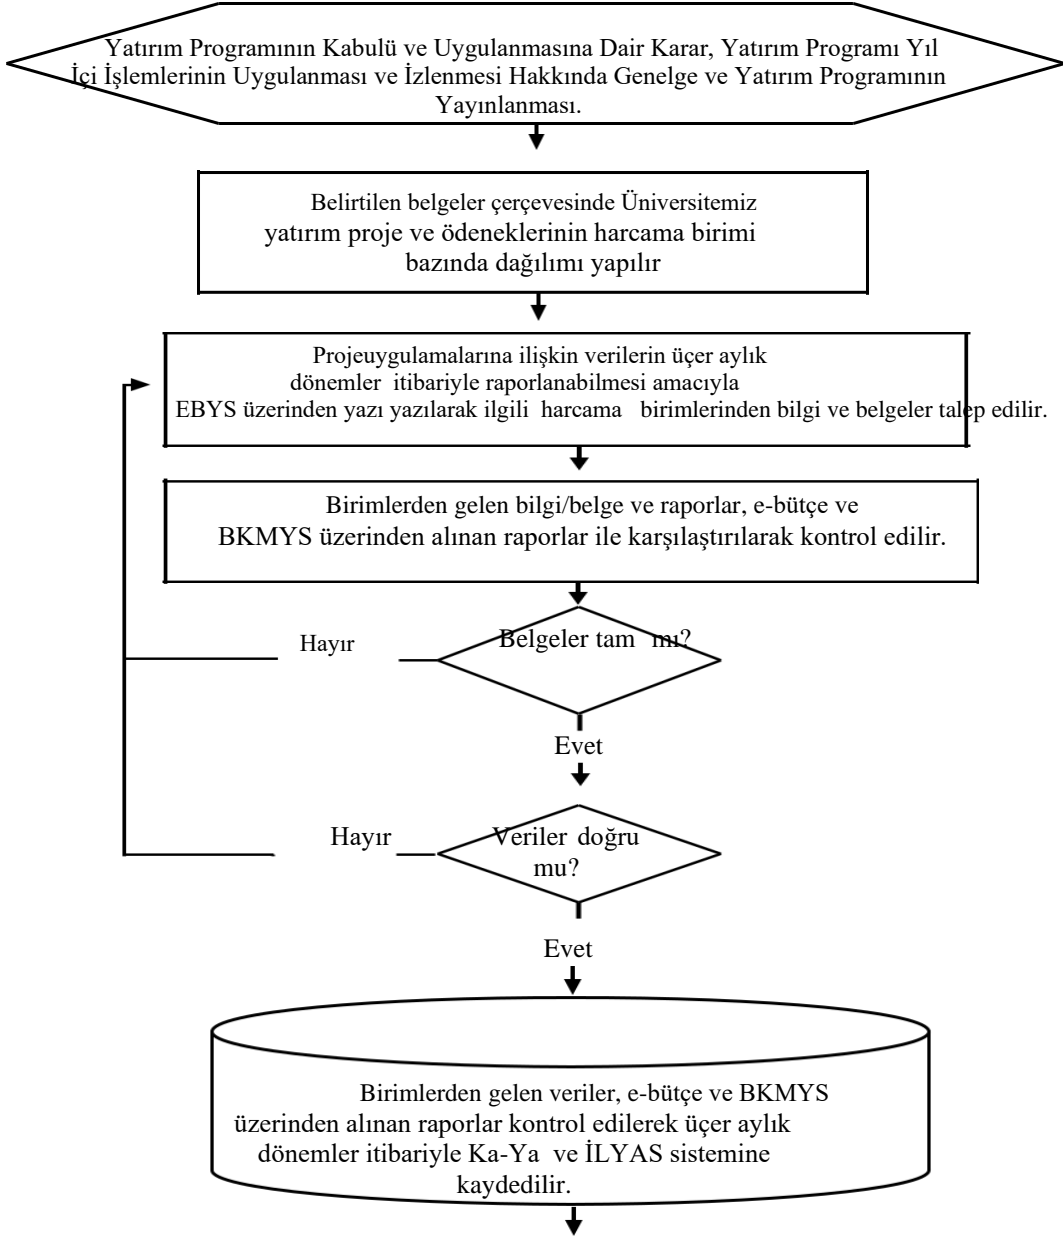 Yatırım Programının Kabulü ve Uygulanmasına Dair Karar, Yatırım Programı Yıl
İçi İşlemlerinin Uygulanması ve İzlenmesi Hakkında Genelge ve Yatırım Programının
Yayınlanması.
Belirtilen belgeler çerçevesinde Üniversitemiz
yatırım proje ve ödeneklerinin harcama birimi
bazında dağılımı yapılır
Projeuygulamalarına ilişkin verilerin üçer aylık
dönemler itibariyle raporlanabilmesi amacıyla
EBYS üzerinden yazı yazılarak ilgili harcama birimlerinden bilgi ve belgeler talep edilir.
Birimlerden gelen bilgi/belge ve raporlar, e-bütçe ve
BKMYS üzerinden alınan raporlar ile karşılaştırılarak kontrol edilir.
Belgeler tam mı?
Hayır
Evet
Hayır
Veriler doğru
mu?
Evet
Birimlerden gelen veriler, e-bütçe ve BKMYS
üzerinden alınan raporlar kontrol edilerek üçer aylık
dönemler itibariyle Ka-Ya ve İLYAS sistemine
kaydedilir.